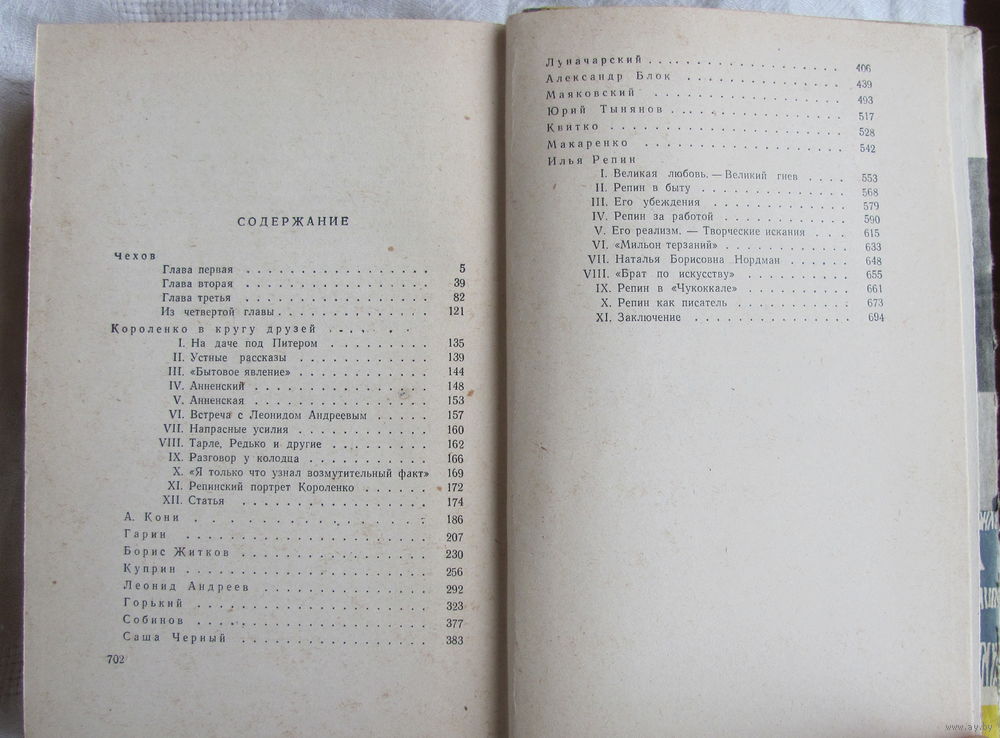 СОДЕРЖАНИЕ
Чехов
Глава первая . . . . . . . . . . . . . . . 5
Глава вторая . . . . . . . . . . . . . . . 39
Глава третья . . . . . . . . . . . . . . . 82
Из четвертой главы . . . . . . . . . . . . 121
Короленко в кругу друзей . . . . .
I. На даче под Питером . . . . . . . . . 135
II. Устные рассказы . . . . . . . . . . . 139
III. «Бытовое явление» . . . . . . . . . . 144
IV. Анненский . . . . . . . . . . . . . . 148
V. Анненская . . . . . . . . . . . . . . 153
VI. Встреча с Леонидом Андреевым . . . . . 157
VII. Напрасные усилия . . . . . . . . . . 160
VIII. Тарле, Редько и другие . . . . . . . . 162
IX. Разговор у колодца . . . . . . . . . . 166
X. «Я только что узнал возмутительный факт» 169
XI. Репинский портрет Короленко . . . . . . 172
XII. Статья . . . . . . . . . . . . . . . 174
А. Кони . . . . . . . . . . . . . . . . 186
Гарин . . . . . . . . . . . . . . . . . 207
Борис Житков . . . . . . . . . . . . . . 230
Куприн . . . . . . . . . . . . . . . . . 256
Леонид Андреев . . . . . . . . . . . . . 292
Горький . . . . . . . . . . . . . . . . 323
Собинов . . . . . . . . . . . . . . . . 377
Саша Черный . . . . . . . . . . . . . . 383
702
Луначарский . . . . . . . . . . . . . . . 406
Александр Блок . . . . . . . . . . . . . 439
Маяковский . . . . . . . . . . . . . . . 493
Юрий Тынянов . . . . . . . . . . . . . . 517
Квитко . . . . . . . . . . . . . . . . . 528
Макаренко . . . . . . . . . . . . . . . 542
Илья Репин
I. Великая любовь. — Великий гнев . . . . 553
II. Репин в быту . . . . . . . . . . . . . 568
III. Его убеждения . . . . . . . . . . . . 579
IV. Репин за работой . . . . . . . . . . . 590
V. Его реализм. — Творческие искания . . . 615
VI. «Мильон терзаний» . . . . . . . . . . 633
VII. Наталья Борисовна Нордман . . . . . . 648
VIII. «Брат по искусству» . . . . . . . . . 655
IX. Репин в «Чукоккале» . . . . . . . . . 661
X. Репин как писатель . . . . . . . . . . 673
XI. Заключение . . . . . . . . . . . . . 694
www.ay.by